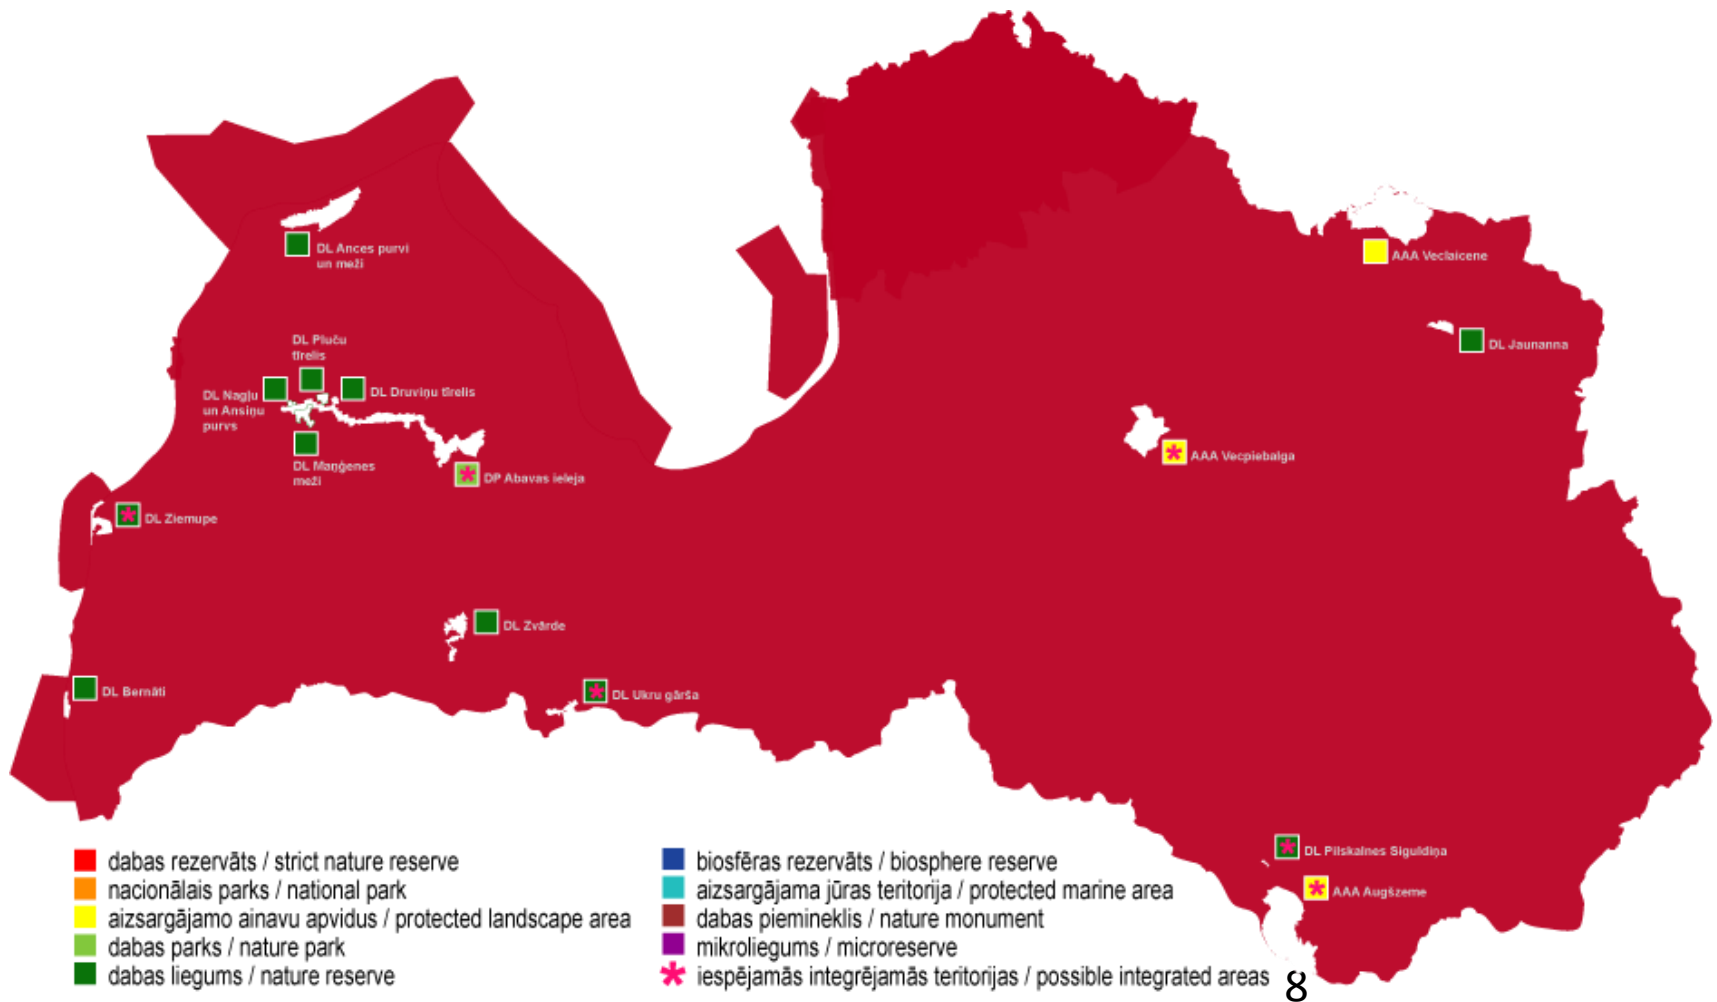 DL Ances purvi
un meži
AAA Veclaicene
DL Pluču
tīrelis
DL Jaunanna
DL Nagļu
un Ansiņu
purvs
DL Druviņu tīrelis
DL Maņģenes
meži
AAA Vecpiebalga
DP Abavas ieleja
DL Ziemupe
DL Zvārde
DL Bernāti
DL Ukru gārša
DL Pilskalnes Siguldiņa
AAA Augšzeme
dabas rezervāts / strict nature reserve
nacionālais parks / national park
aizsargājamo ainavu apvidus / protected landscape area
dabas parks / nature park
dabas liegums / nature reserve
biosfēras rezervāts / biosphere reserve
aizsargājama jūras teritorija / protected marine area
dabas piemineklis / nature monument
mikroliegums / microreserve
iespējamās integrējamās teritorijas / possible integrated areas
8